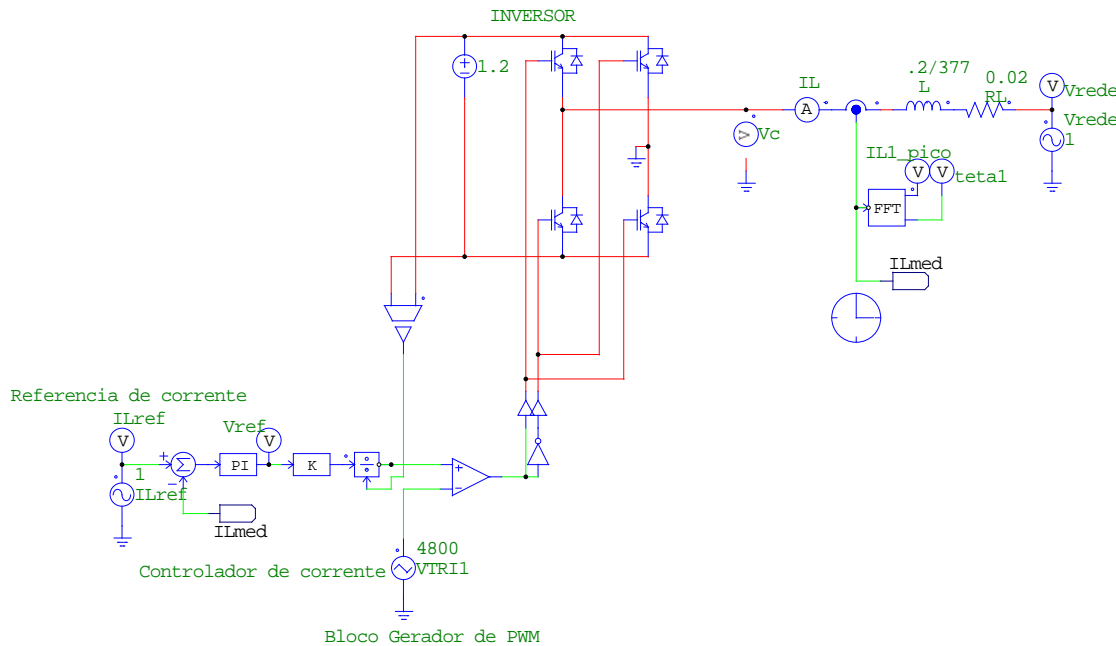 INVERSOR
1.2
IL
A
.2/377
L
0.02
RL
V
Vrede
Vrede
1
V
Vc
IL1_pico
V
V
teta1
FFT
ILmed
Referencia de corrente
ILref
V
Vref
V
1
ILref
Σ
+
−
PI
K
÷
+
−
ILmed
4800
VTRI1
Controlador de corrente
Bloco Gerador de PWM